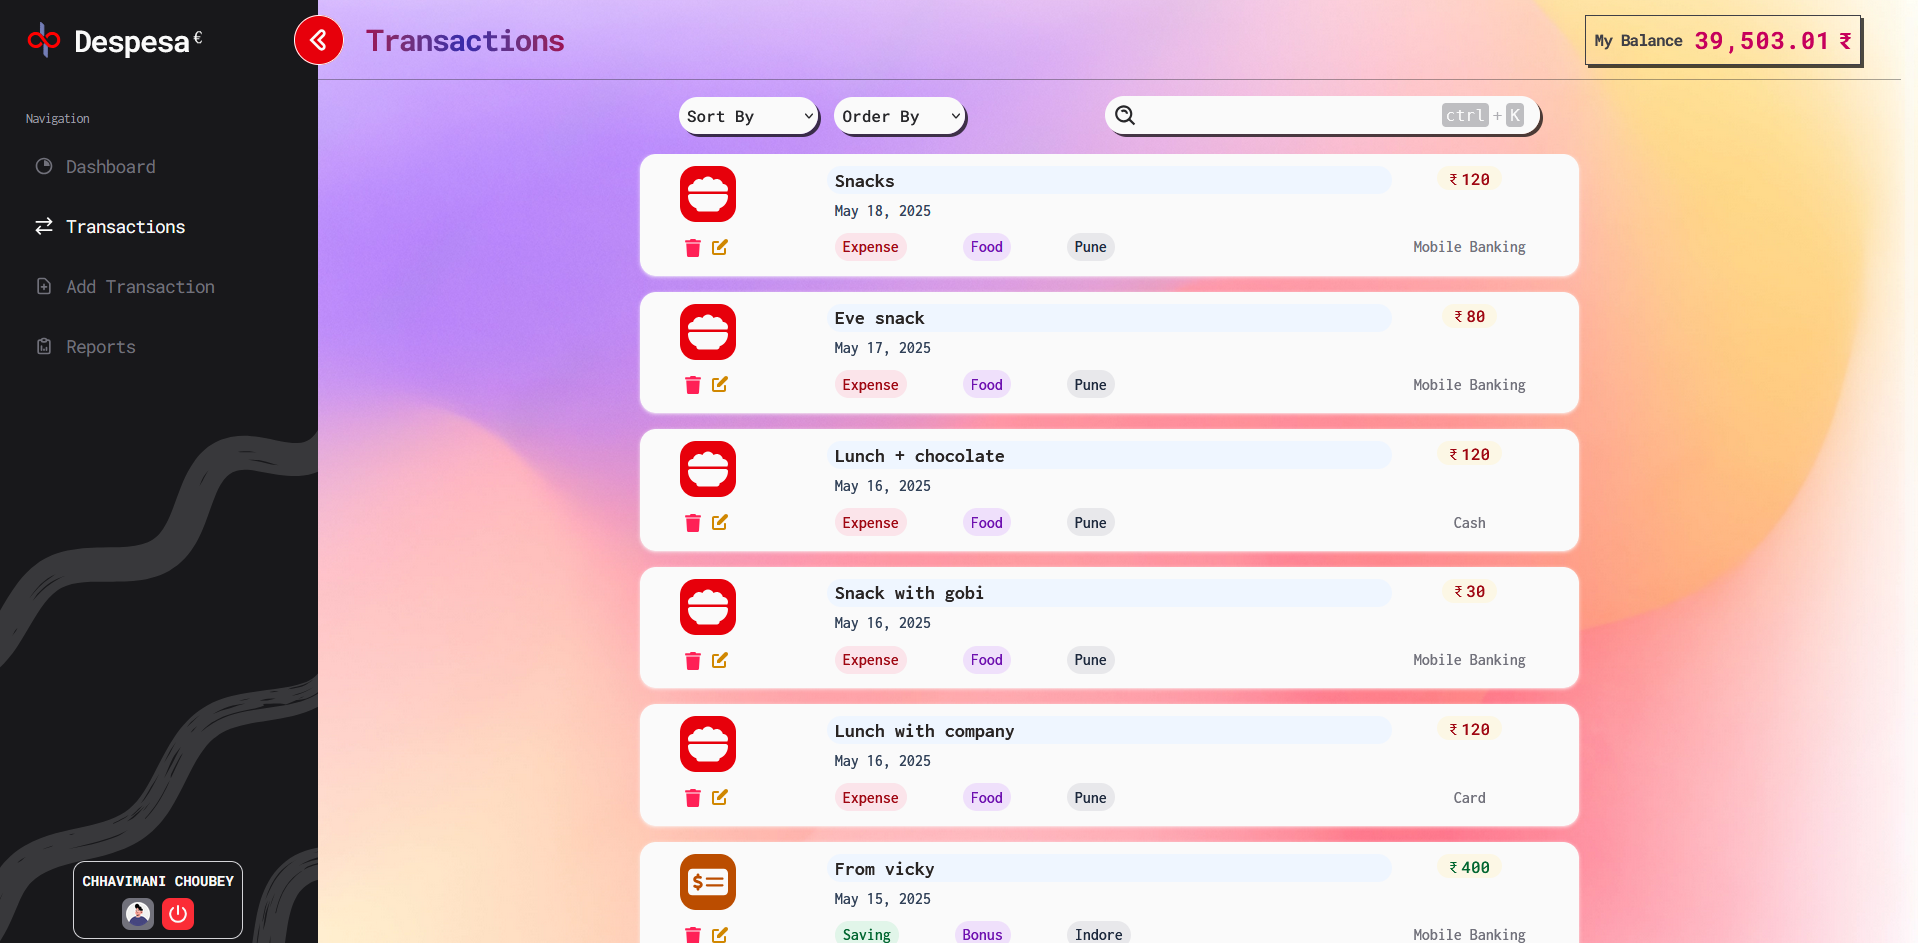 Despesa €
Transactions
My Balance 39,503.01 ₹
Navigation
Dashboard
Transactions
Add Transaction
Reports
CHHAVIMANI CHOUBEY
Sort By
Order By
ctrl + K
Snacks
₹ 120
May 18, 2025
Expense Food Pune Mobile Banking
Eve snack
₹ 80
May 17, 2025
Expense Food Pune Mobile Banking
Lunch + chocolate
₹ 120
May 16, 2025
Expense Food Pune Cash
Snack with gobi
₹ 30
May 16, 2025
Expense Food Pune Mobile Banking
Lunch with company
₹ 120
May 16, 2025
Expense Food Pune Card
From vicky
₹ 400
May 15, 2025
Saving Bonus Indore Mobile Banking